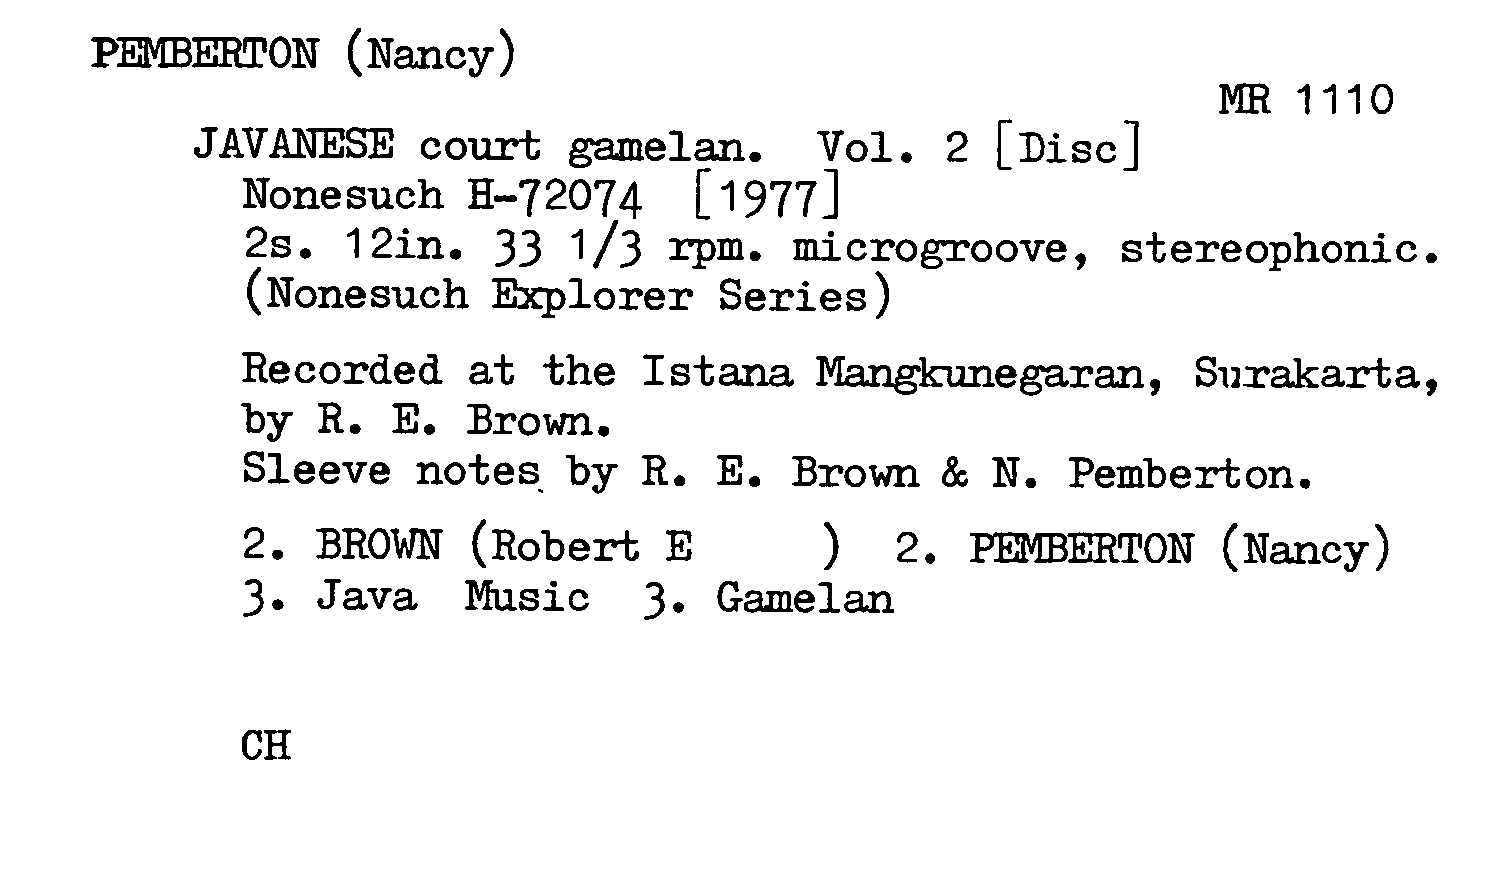 PEMBERTON (Nancy)
MR 1110
JAVANESE court gamelan. Vol. 2 [Disc]
Nonesuch H-72074 [1977]
2s. 12in. 33 1/3 rpm. microgroove, stereophonic.
(Nonesuch Explorer Series)
Recorded at the Istana Mangkunegaran, Surakarta,
by R. E. Brown.
Sleeve notes by R. E. Brown & N. Pemberton.
2. BROWN (Robert E ) 2. PEMBERTON (Nancy)
3. Java Music 3. Gamelan
CH